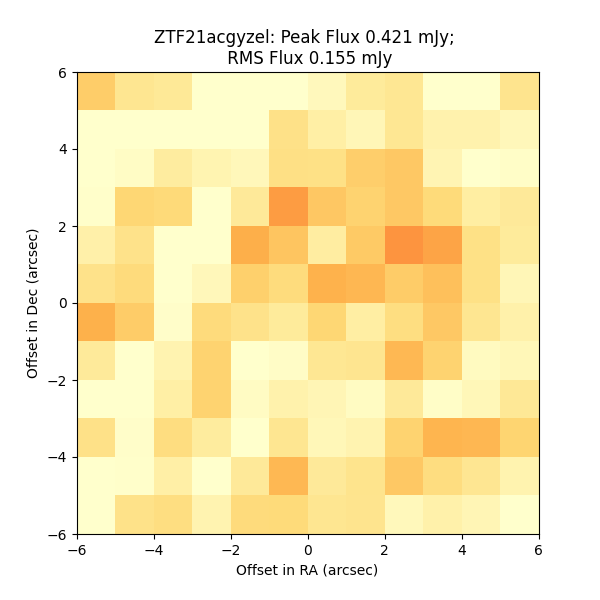 ZTF21acgyzel: Peak Flux 0.421 mJy;
RMS Flux 0.155 mJy
6
4
2
0
−2
−4
−6
Offset in Dec (arcsec)
−6 −4 −2 0 2 4 6
Offset in RA (arcsec)